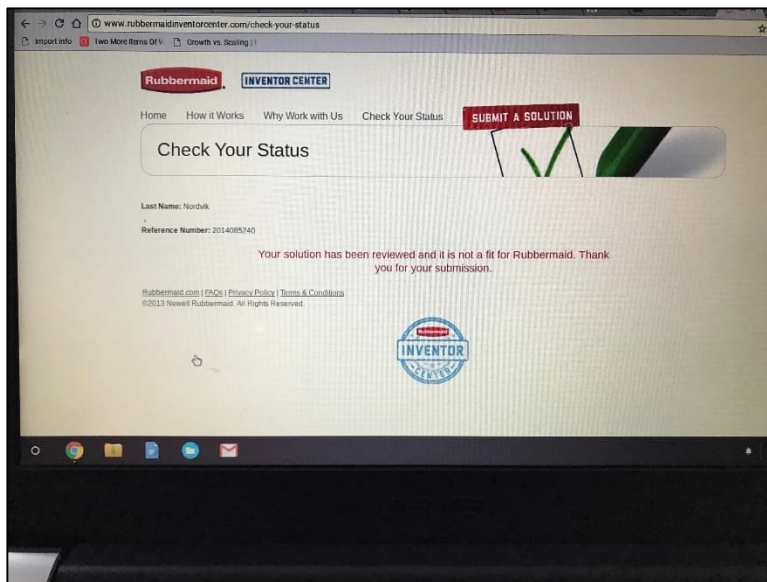 www.rubbermaidinventorcenter.com/check-your-status
Import info Two More Items Of V Growth vs. Scaling |
Rubbermaid INVENTOR CENTER
Home How it Works Why Work with Us Check Your Status SUBMIT A SOLUTION
Check Your Status
Last Name: Nordvik
,
Reference Number: 2014085240
Your solution has been reviewed and it is not a fit for Rubbermaid. Thank
you for your submission.
Rubbermaid.com | FAQs | Privacy Policy | Terms & Conditions
©2013 Newell Rubbermaid. All Rights Reserved.
Rubbermaid
INVENTOR
CENTER